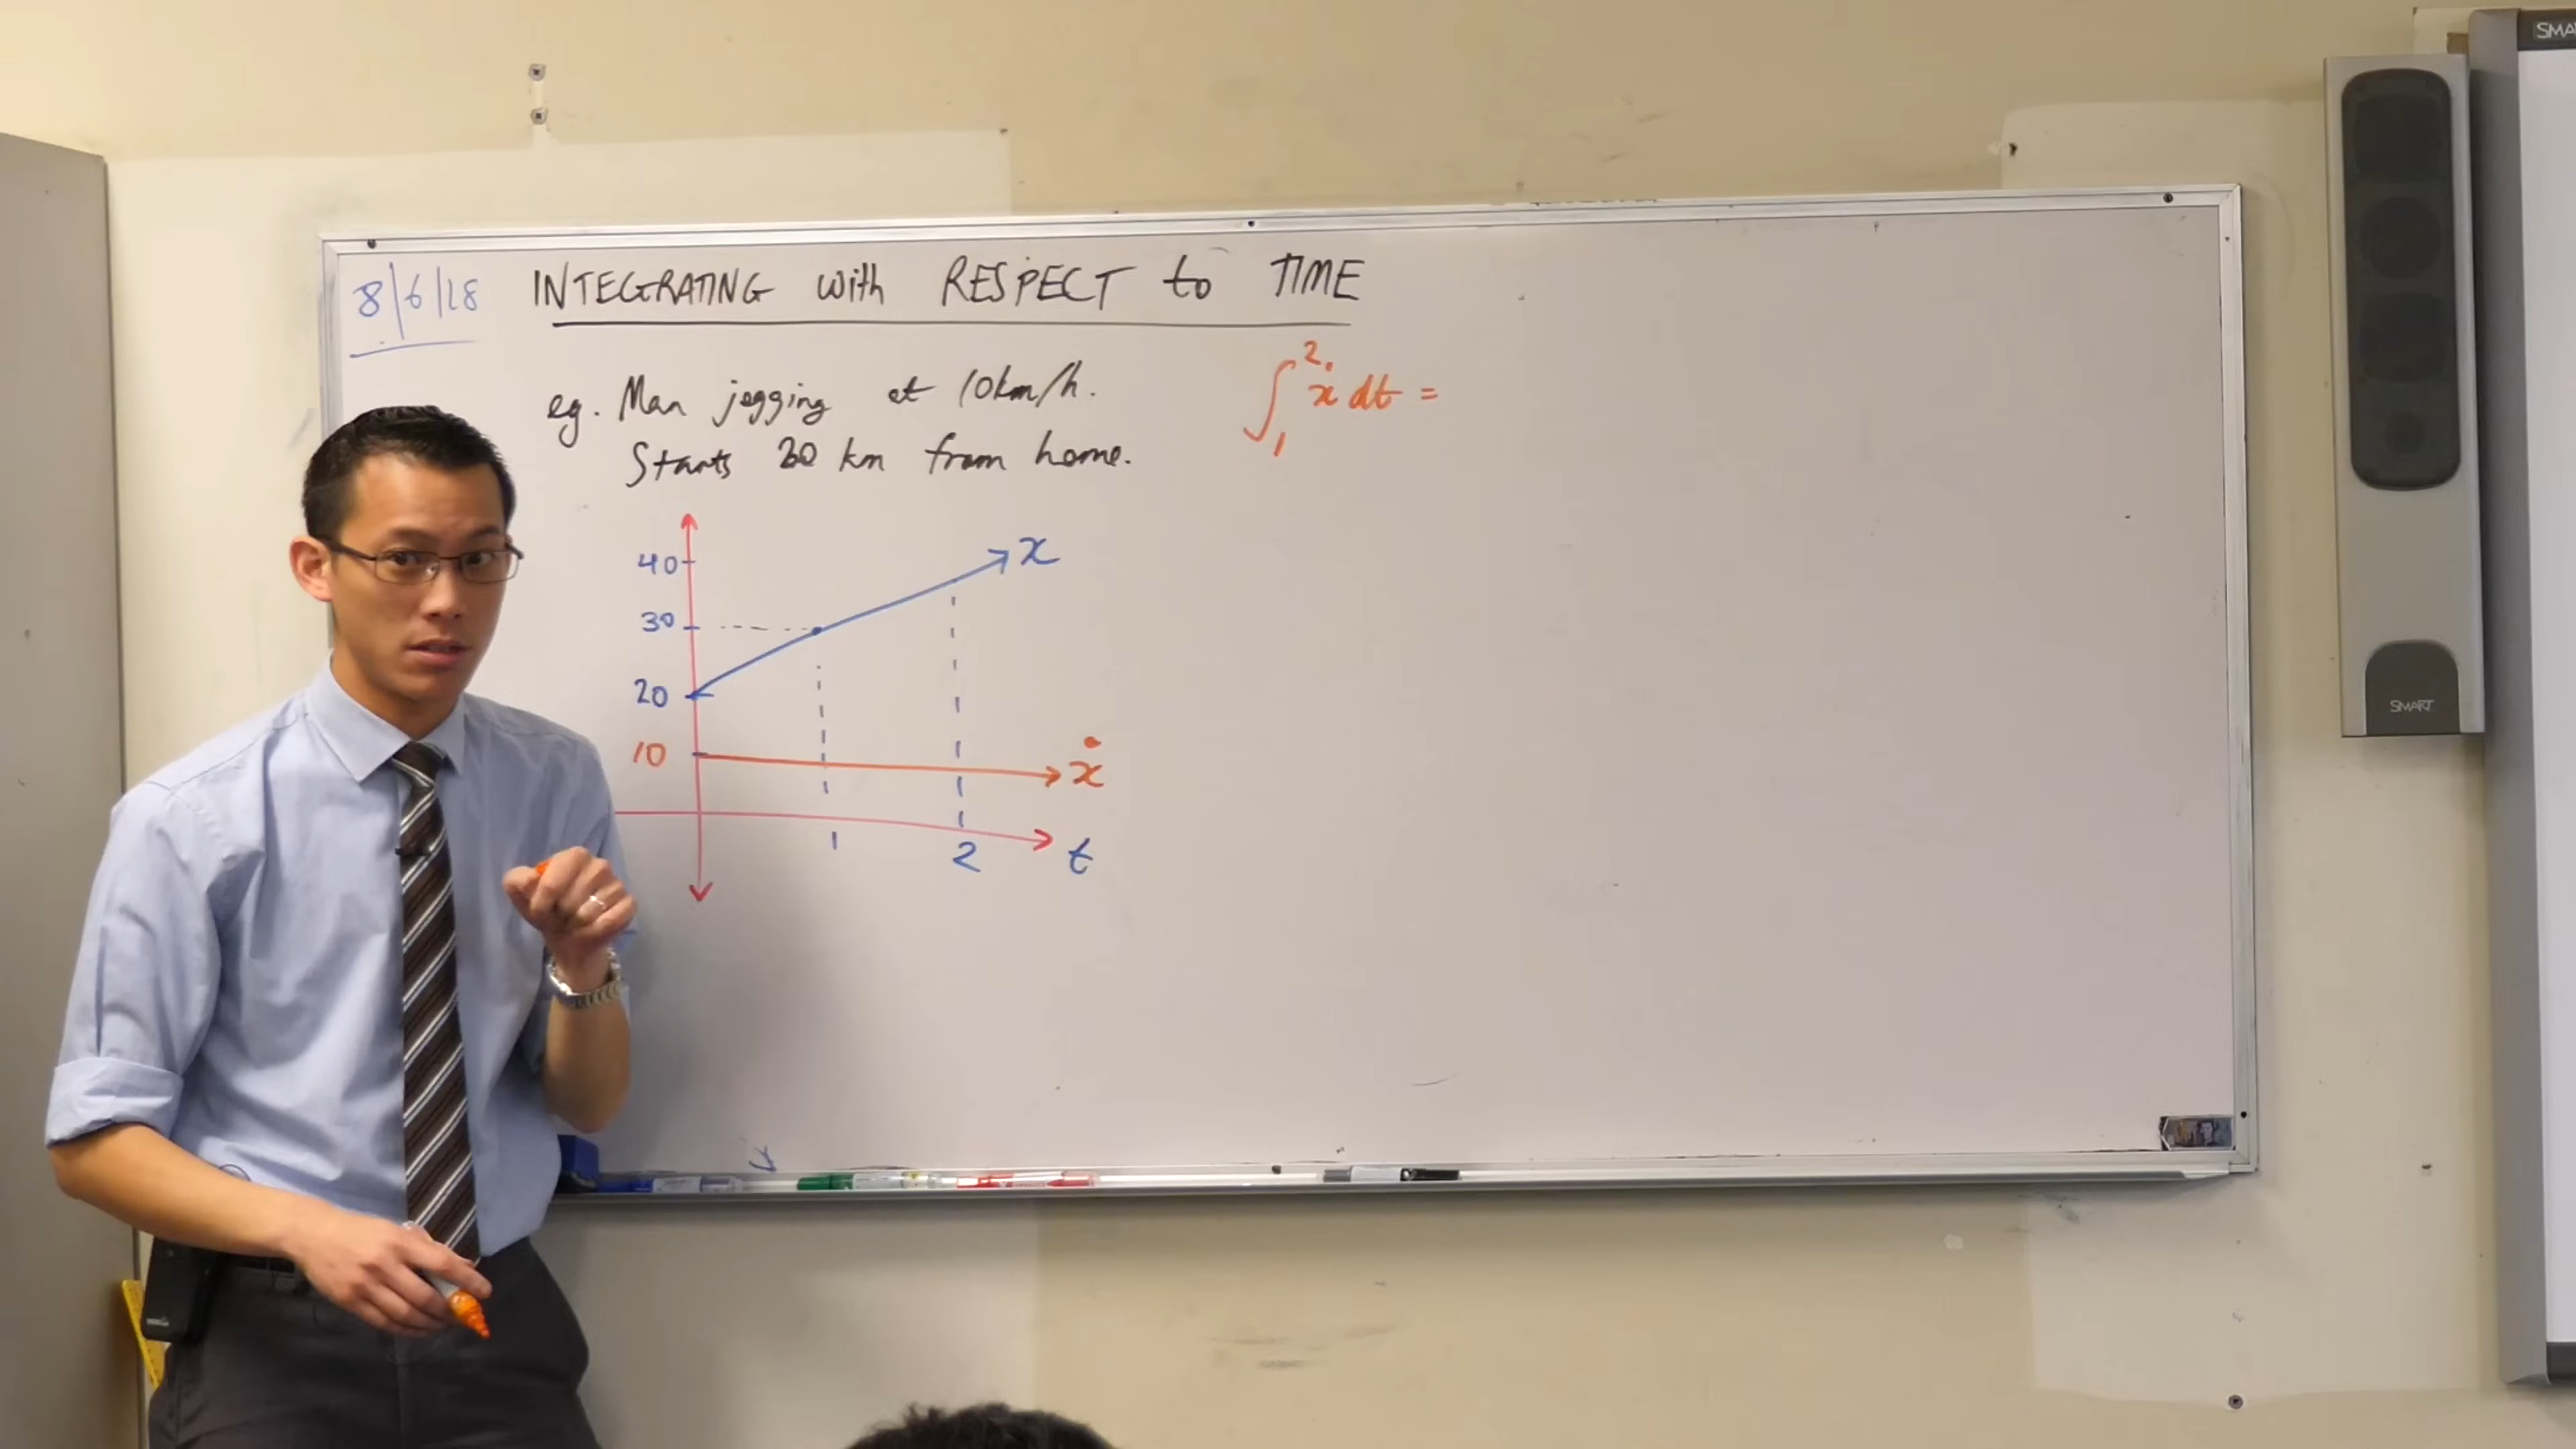 8/6/18
INTEGRATING with RESPECT to TIME
eg. Man jogging at 10km/h.
Starts 20 km from home.
∫₁² ẋ dt =
40
30
20
10
x
ẋ
1
2
t
SMART